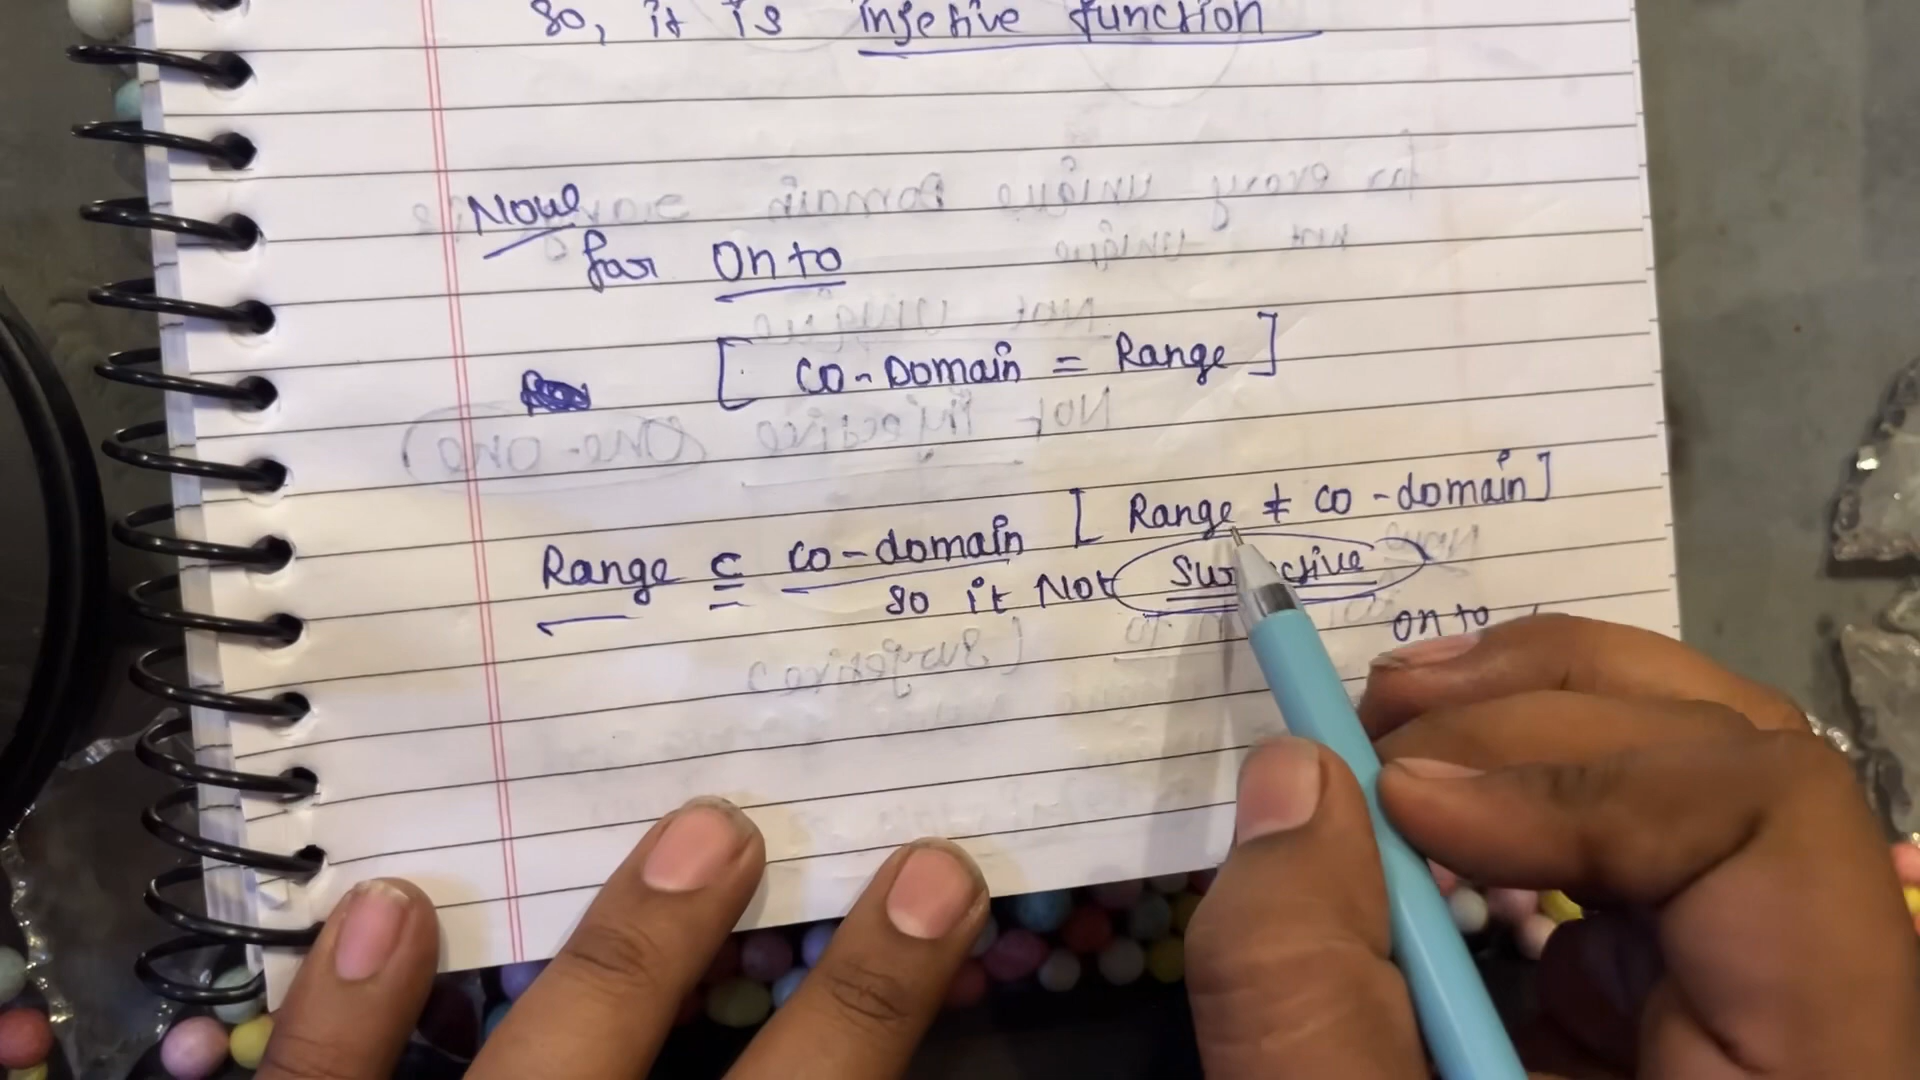 so, it is injective function
Now
for onto
[ CO-Domain = Range ]
Range ⊆ co-domain [ Range ≠ co-domain]
so it Not Surjective
onto